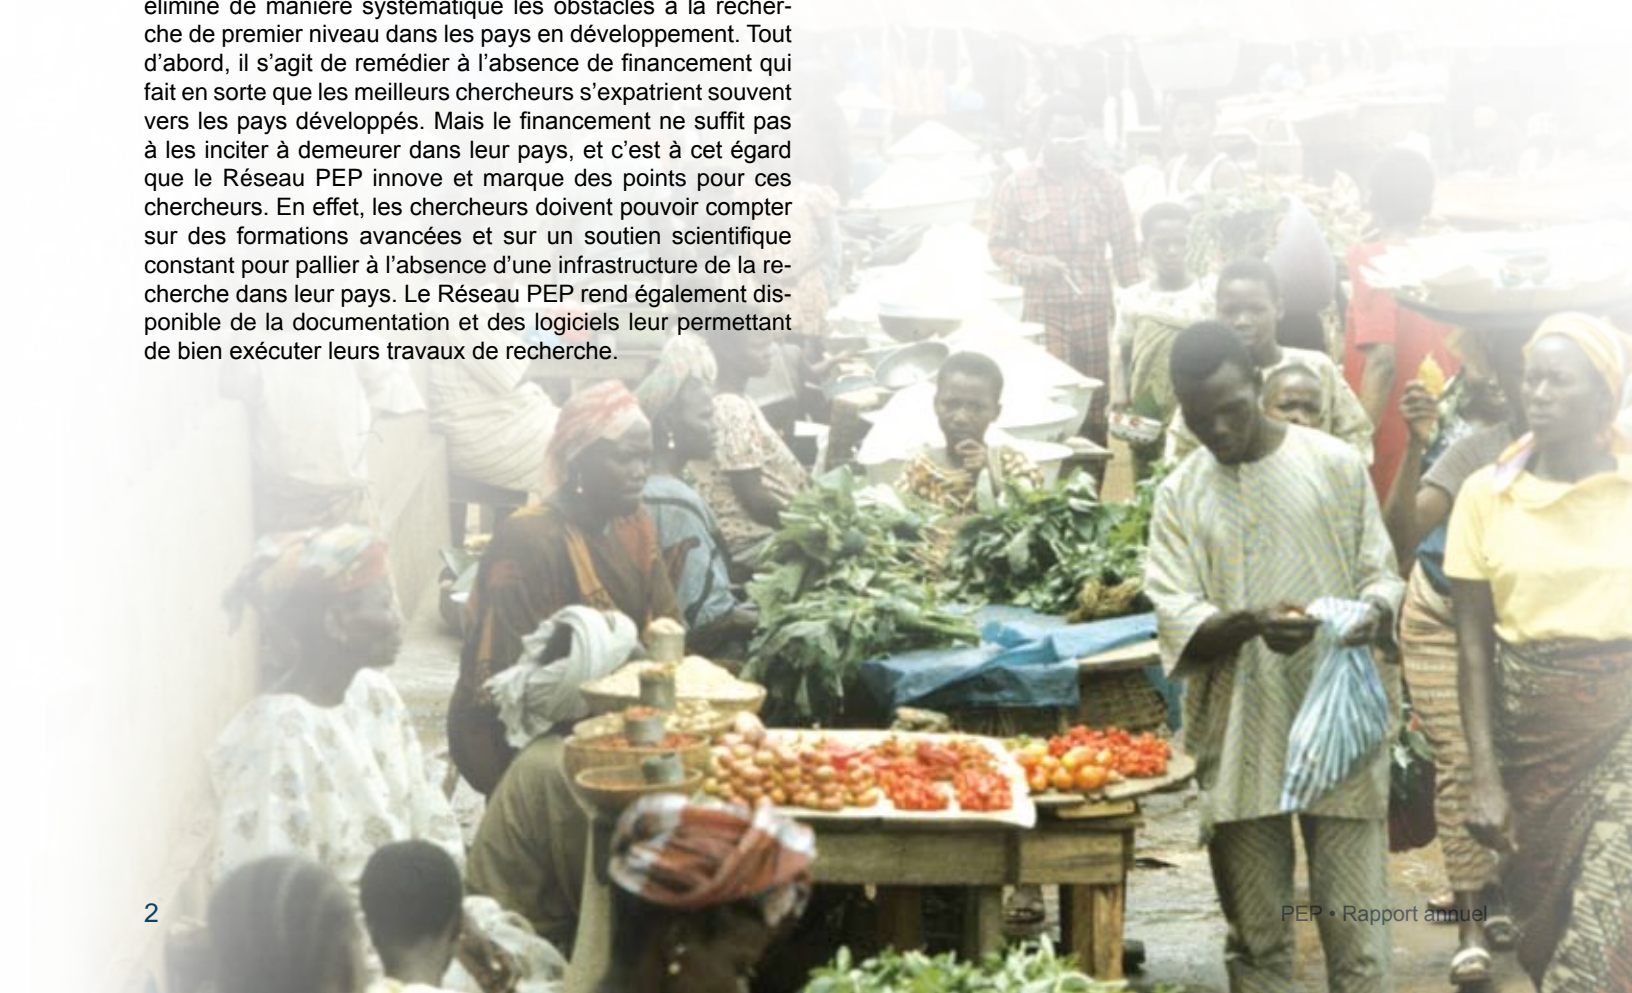 élimine de manière systématique les obstacles à la recher-
che de premier niveau dans les pays en développement. Tout
d'abord, il s'agit de remédier à l'absence de financement qui
fait en sorte que les meilleurs chercheurs s'expatrient souvent
vers les pays développés. Mais le financement ne suffit pas
à les inciter à demeurer dans leur pays, et c'est à cet égard
que le Réseau PEP innove et marque des points pour ces
chercheurs. En effet, les chercheurs doivent pouvoir compter
sur des formations avancées et sur un soutien scientifique
constant pour pallier à l'absence d'une infrastructure de la re-
cherche dans leur pays. Le Réseau PEP rend également dis-
ponible de la documentation et des logiciels leur permettant
de bien exécuter leurs travaux de recherche.
2
PEP • Rapport annuel